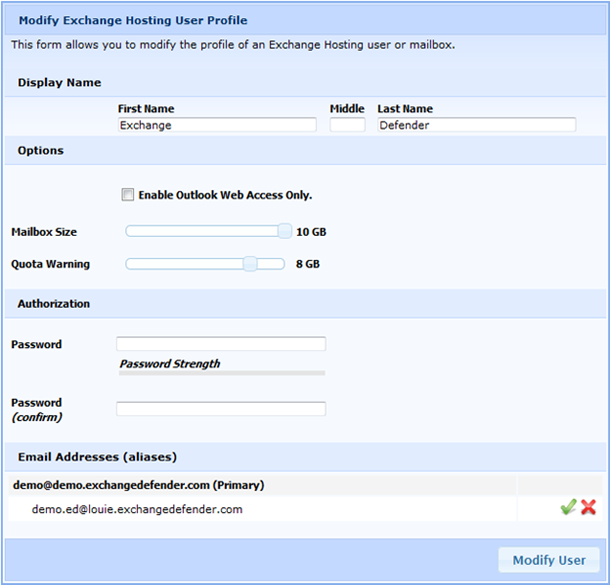 Modify Exchange Hosting User Profile
This form allows you to modify the profile of an Exchange Hosting user or mailbox.
Display Name
First Name Middle Last Name
Exchange Defender
Options
Enable Outlook Web Access Only.
Mailbox Size 10 GB
Quota Warning 8 GB
Authorization
Password
Password Strength
Password
(confirm)
Email Addresses (aliases)
demo@demo.exchangedefender.com (Primary)
demo.ed@louie.exchangedefender.com
Modify User